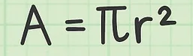 A = πr²